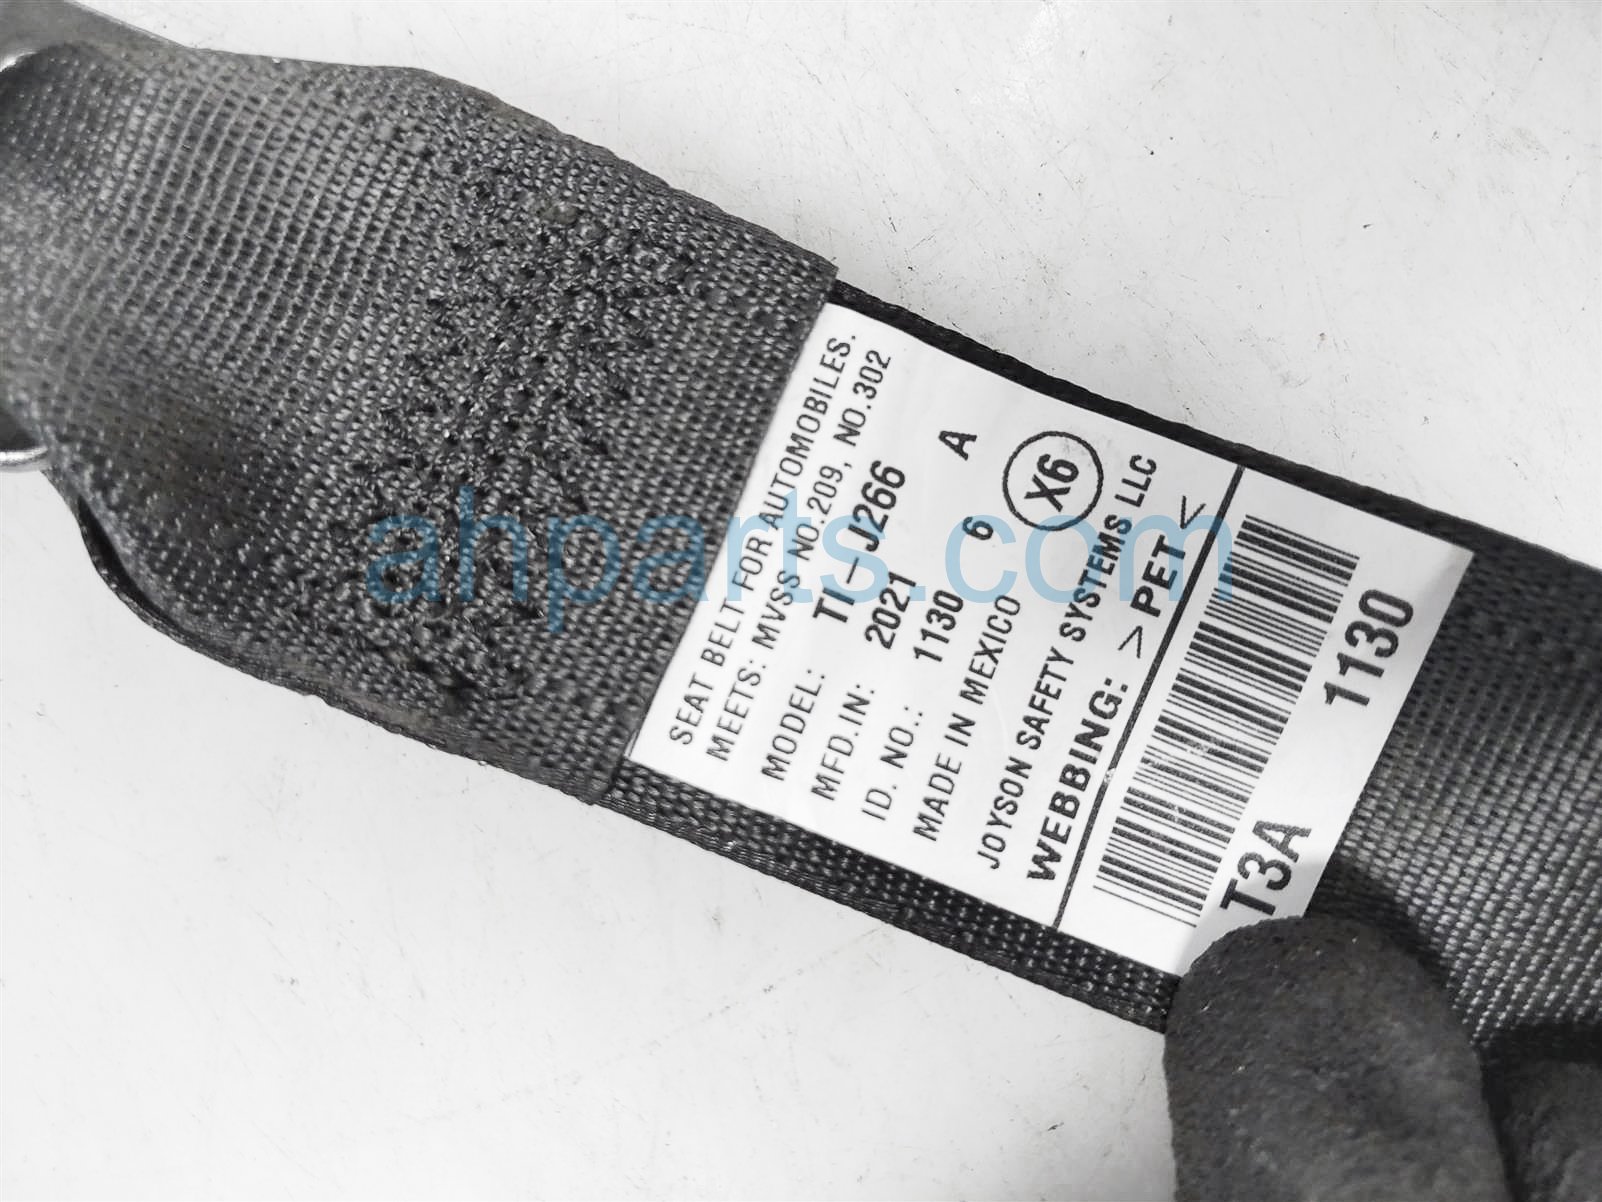 SEAT BELT FOR AUTOMOBILES.
MEETS: MVSS NO.209, NO.302
MODEL: TI-J266
MFD.IN: 2021 A
ID. NO.: 1130 6
MADE IN MEXICO X6
JOYSON SAFETY SYSTEMS LLC
WEBBING: >PET<
T3A 1130
ahparts.com